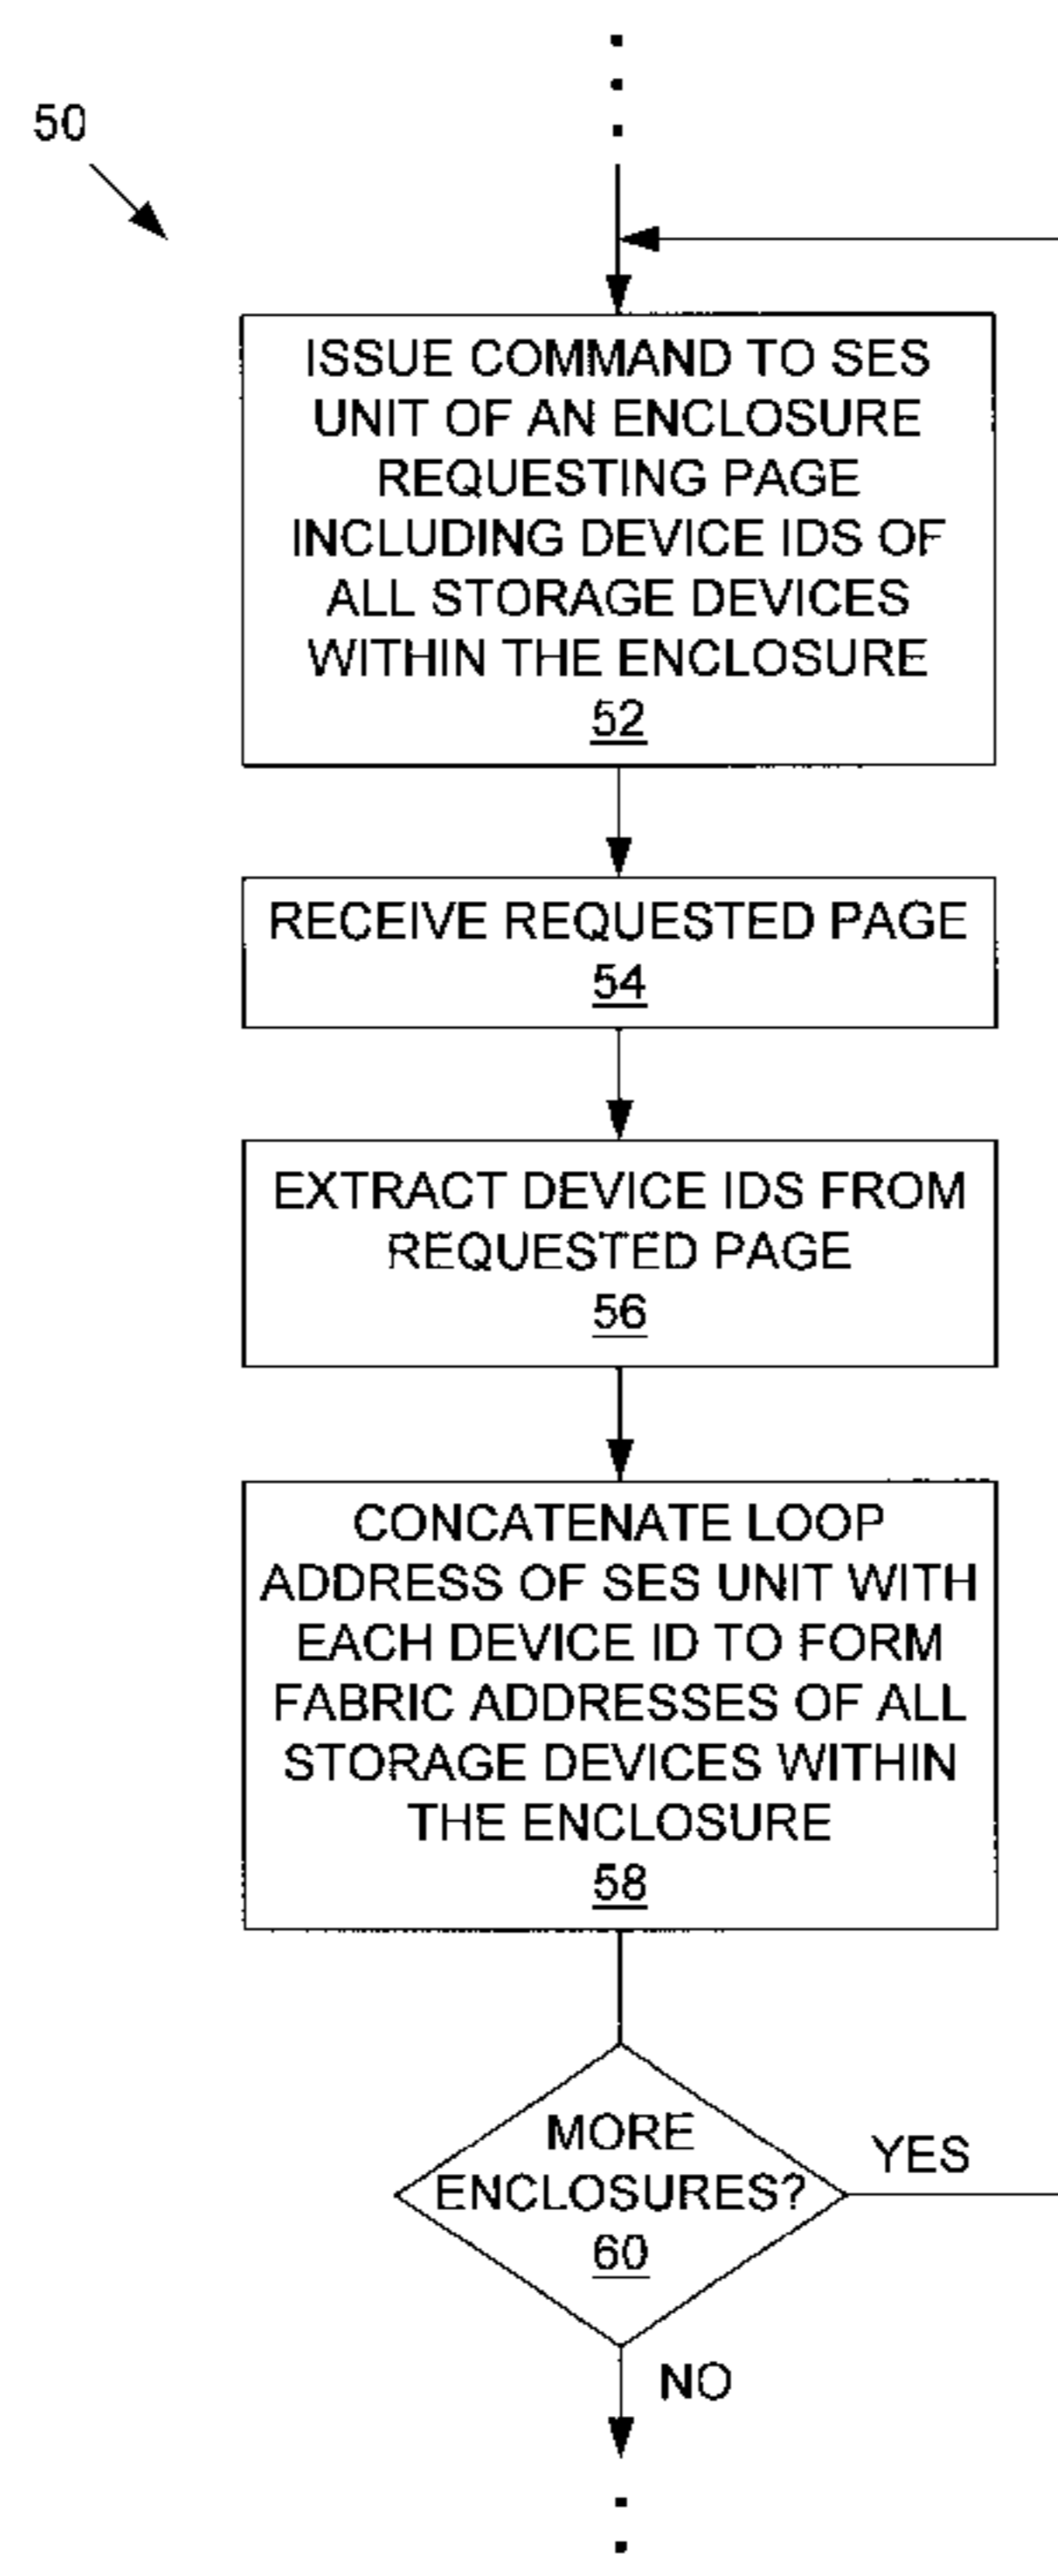 50
ISSUE COMMAND TO SES
UNIT OF AN ENCLOSURE
REQUESTING PAGE
INCLUDING DEVICE IDS OF
ALL STORAGE DEVICES
WITHIN THE ENCLOSURE
52
RECEIVE REQUESTED PAGE
54
EXTRACT DEVICE IDS FROM
REQUESTED PAGE
56
CONCATENATE LOOP
ADDRESS OF SES UNIT WITH
EACH DEVICE ID TO FORM
FABRIC ADDRESSES OF ALL
STORAGE DEVICES WITHIN
THE ENCLOSURE
58
MORE
ENCLOSURES?
60
YES
NO